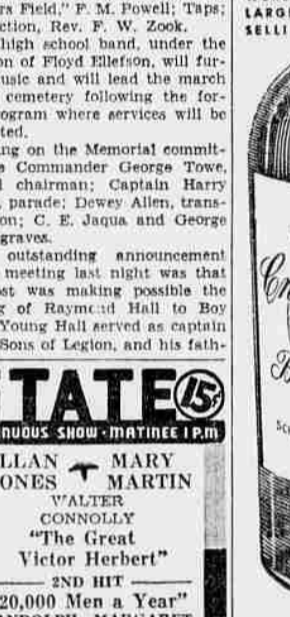 rs Field," F. M. Powell; Taps;
ction, Rev. F. W. Zook.
high school band, under the
on of Floyd Ellefson, will fur-
usic and will lead the march
cemetery following the for-
ogram where services will be
ted.
ng on the Memorial commit-
e Commander George Towe,
l chairman; Captain Harry
, parade; Dewey Allen, trans-
on; C. E. Jaqua and George
graves.
outstanding announcement
meeting last night was that
ost was making possible the
g of Raymond Hall to Boy
Young Hall served as captain
Sons of Legion, and his fath-
TATE 15¢
NUOUS SHOW • MATINEE 1 P.M
LLAN MARY
ONES MARTIN
WALTER
CONNOLLY
"The Great
Victor Herbert"
2ND HIT
20,000 Men a Year"
LARG
SELLI